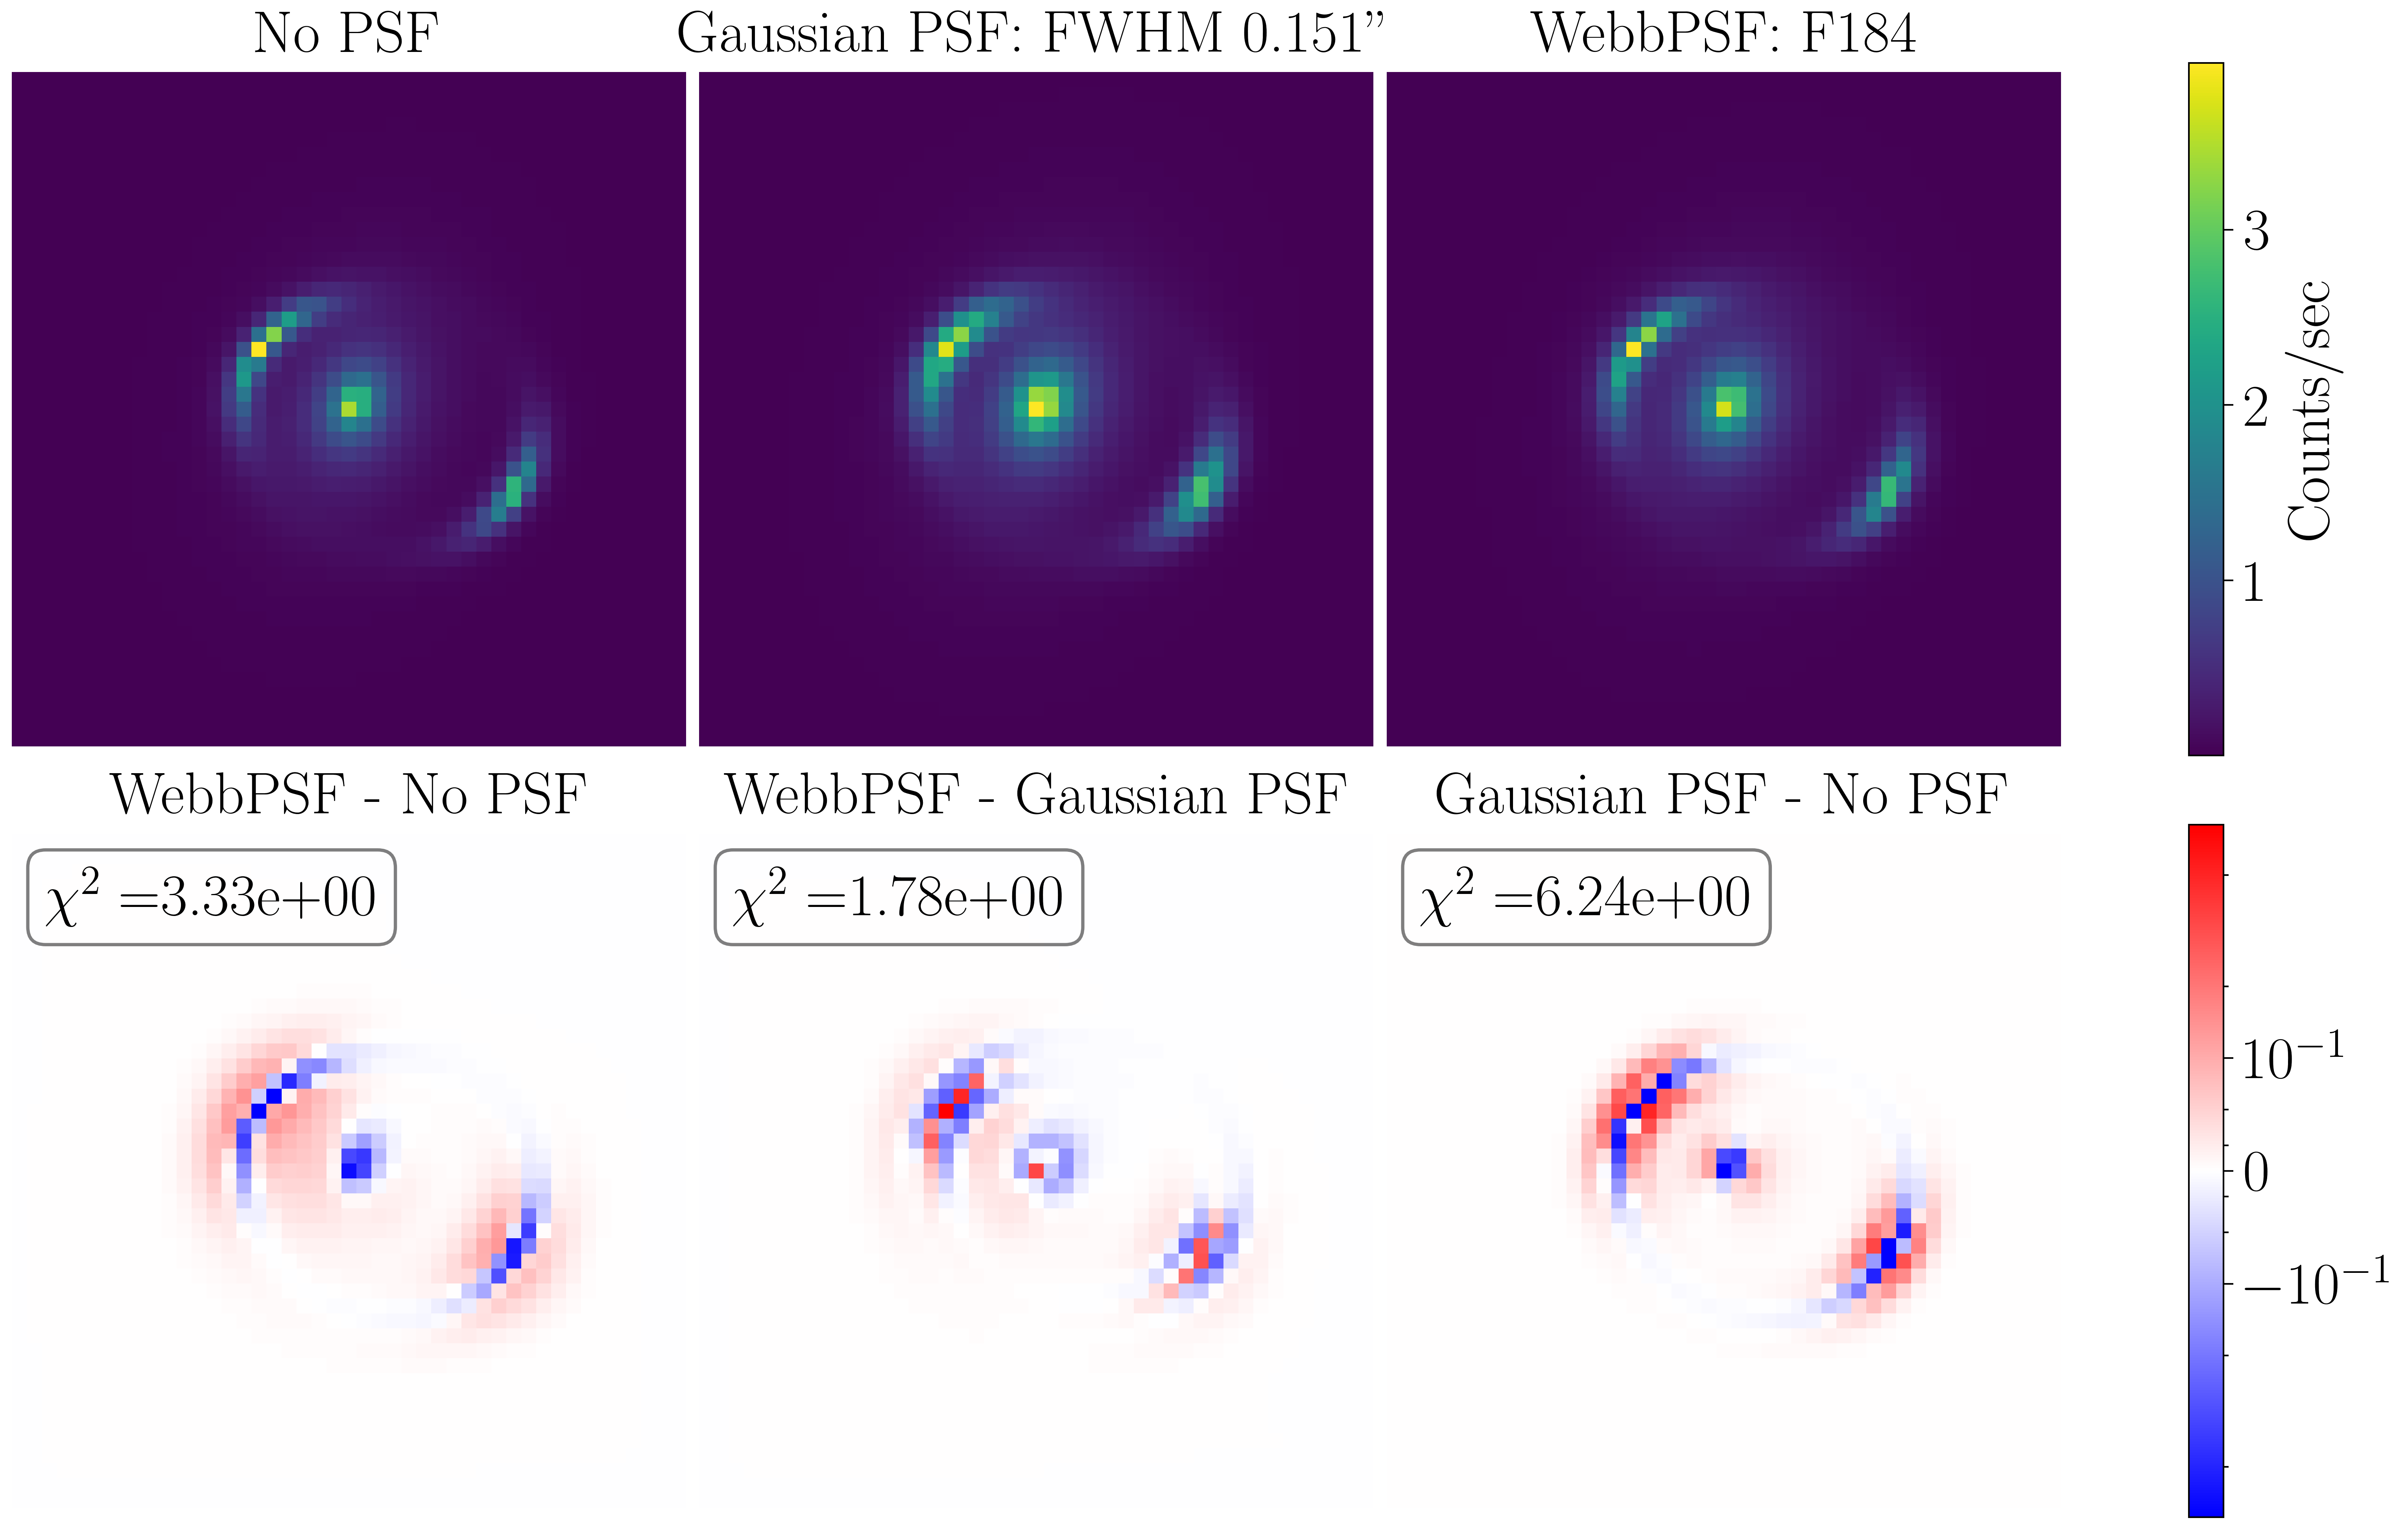 No PSF
Gaussian PSF: FWHM 0.151”
WebbPSF: F184
3
2
1
Counts/sec
WebbPSF - No PSF
WebbPSF - Gaussian PSF
Gaussian PSF - No PSF
χ² =3.33e+00
χ² =1.78e+00
χ² =6.24e+00
10⁻¹
0
−10⁻¹